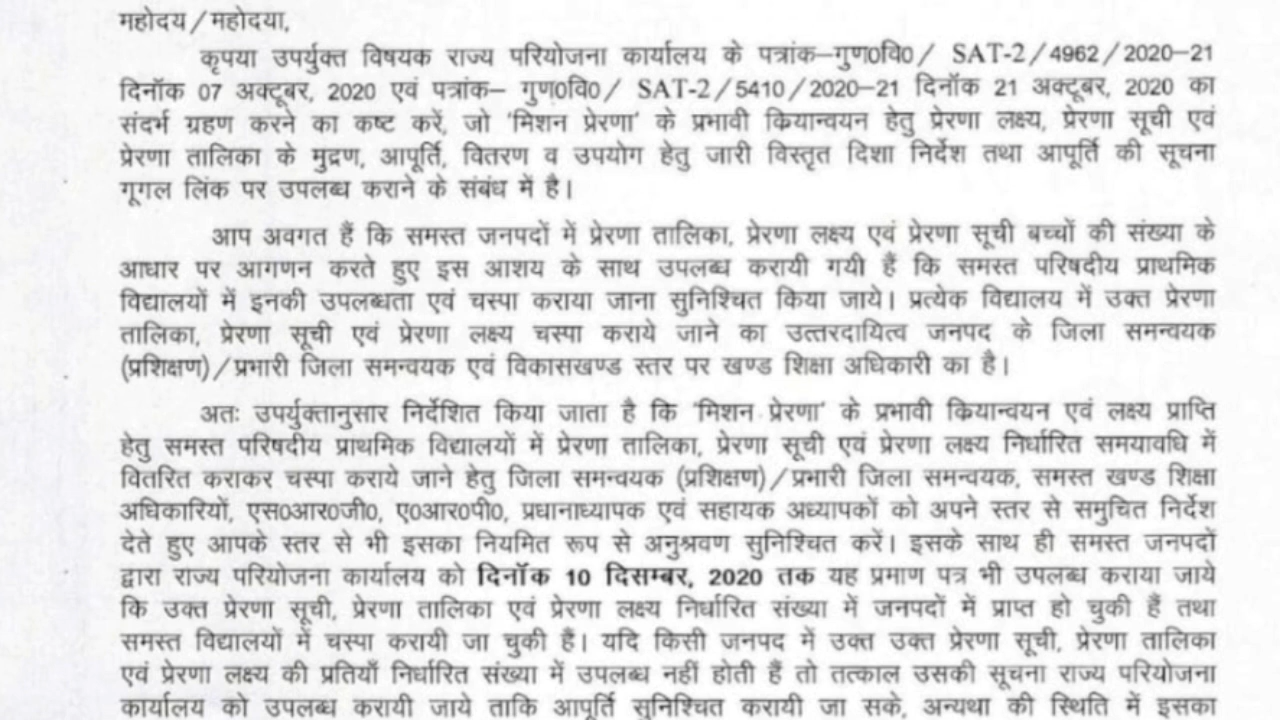 महोदय/महोदया,
कृपया उपर्युक्त विषयक राज्य परियोजना कार्यालय के पत्रांक–गुण0वि0/ SAT-2/4962/2020–21
दिनॉक 07 अक्टूबर, 2020 एवं पत्रांक– गुण0वि0/ SAT-2/5410/2020–21 दिनॉक 21 अक्टूबर, 2020 का
संदर्भ ग्रहण करने का कष्ट करें, जो 'मिशन प्रेरणा' के प्रभावी क्रियान्वयन हेतु प्रेरणा लक्ष्य, प्रेरणा सूची एवं
प्रेरणा तालिका के मुद्रण, आपूर्ति, वितरण व उपयोग हेतु जारी विस्तृत दिशा निर्देश तथा आपूर्ति की सूचना
गूगल लिंक पर उपलब्ध कराने के संबंध में है।
आप अवगत हैं कि समस्त जनपदों में प्रेरणा तालिका, प्रेरणा लक्ष्य एवं प्रेरणा सूची बच्चों की संख्या के
आधार पर आगणन करते हुए इस आशय के साथ उपलब्ध करायी गयी हैं कि समस्त परिषदीय प्राथमिक
विद्यालयों में इनकी उपलब्धता एवं चस्पा कराया जाना सुनिश्चित किया जाये। प्रत्येक विद्यालय में उक्त प्रेरणा
तालिका, प्रेरणा सूची एवं प्रेरणा लक्ष्य चस्पा कराये जाने का उत्तरदायित्व जनपद के जिला समन्वयक
(प्रशिक्षण)/प्रभारी जिला समन्वयक एवं विकासखण्ड स्तर पर खण्ड शिक्षा अधिकारी का है।
अतः उपर्युक्तानुसार निर्देशित किया जाता है कि 'मिशन प्रेरणा' के प्रभावी क्रियान्वयन एवं लक्ष्य प्राप्ति
हेतु समस्त परिषदीय प्राथमिक विद्यालयों में प्रेरणा तालिका, प्रेरणा सूची एवं प्रेरणा लक्ष्य निर्धारित समयावधि में
वितरित कराकर चस्पा कराये जाने हेतु जिला समन्वयक (प्रशिक्षण)/प्रभारी जिला समन्वयक, समस्त खण्ड शिक्षा
अधिकारियों, एस0आर0जी0, ए0आर0पी0, प्रधानाध्यापक एवं सहायक अध्यापकों को अपने स्तर से समुचित निर्देश
देते हुए आपके स्तर से भी इसका नियमित रूप से अनुश्रवण सुनिश्चित करें। इसके साथ ही समस्त जनपदों
द्वारा राज्य परियोजना कार्यालय को दिनॉक 10 दिसम्बर, 2020 तक यह प्रमाण पत्र भी उपलब्ध कराया जाये
कि उक्त प्रेरणा सूची, प्रेरणा तालिका एवं प्रेरणा लक्ष्य निर्धारित संख्या में जनपदों में प्राप्त हो चुकी हैं तथा
समस्त विद्यालयों में चस्पा करायी जा चुकी हैं। यदि किसी जनपद में उक्त उक्त प्रेरणा सूची, प्रेरणा तालिका
एवं प्रेरणा लक्ष्य की प्रतियाँ निर्धारित संख्या में उपलब्ध नहीं होती हैं तो तत्काल उसकी सूचना राज्य परियोजना
कार्यालय को उपलब्ध करायी जाये ताकि आपूर्ति सुनिश्चित करायी जा सके, अन्यथा की स्थिति में इसका